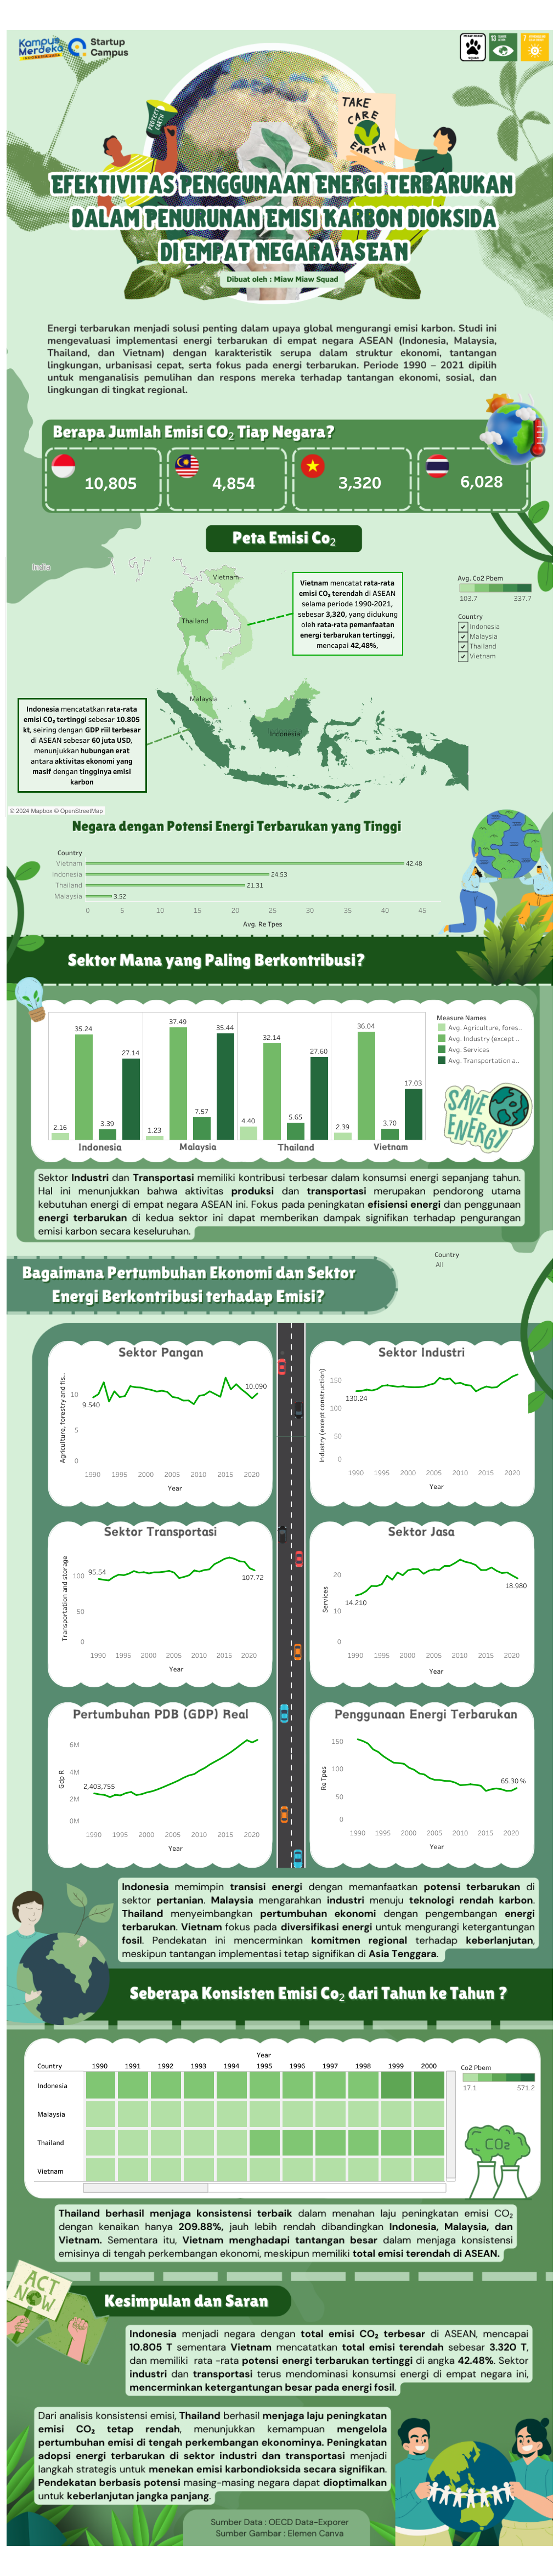 Kampus Merdeka
INDONESIA JAYA
Startup Campus
TAKE CARE EARTH
PROTECT EARTH
EFEKTIVITAS PENGGUNAAN ENERGI TERBARUKAN
DALAM PENURUNAN EMISI KARBON DIOKSIDA
DI EMPAT NEGARA ASEAN
Dibuat oleh : Miaw Miaw Squad
Energi terbarukan menjadi solusi penting dalam upaya global mengurangi emisi karbon. Studi ini
mengevaluasi implementasi energi terbarukan di empat negara ASEAN (Indonesia, Malaysia,
Thailand, dan Vietnam) dengan karakteristik serupa dalam struktur ekonomi, tantangan
lingkungan, urbanisasi cepat, serta fokus pada energi terbarukan. Periode 1990 – 2021 dipilih
untuk menganalisis pemulihan dan respons mereka terhadap tantangan ekonomi, sosial, dan
lingkungan di tingkat regional.
Berapa Jumlah Emisi CO₂ Tiap Negara?
10,805
4,854
3,320
6,028
Peta Emisi Co₂
India
Vietnam
Thailand
Malaysia
Indonesia
Vietnam mencatat rata-rata
emisi CO₂ terendah di ASEAN
selama periode 1990-2021,
sebesar 3,320, yang didukung
oleh rata-rata pemanfaatan
energi terbarukan tertinggi,
mencapai 42,48%,
Avg. Co2 Pbem
103.7 337.7
Country
Indonesia
Malaysia
Thailand
Vietnam
Indonesia mencatatkan rata-rata
emisi CO₂ tertinggi sebesar 10.805
kt, seiring dengan GDP riil terbesar
di ASEAN sebesar 60 juta USD,
menunjukkan hubungan erat
antara aktivitas ekonomi yang
masif dengan tingginya emisi
karbon
© 2024 Mapbox © OpenStreetMap
Negara dengan Potensi Energi Terbarukan yang Tinggi
Country
Vietnam 42.48
Indonesia 24.53
Thailand 21.31
Malaysia 3.52
0 5 10 15 20 25 30 35 40 45
Avg. Re Tpes
Sektor Mana yang Paling Berkontribusi?
2.16 35.24 3.39 27.14
1.23 37.49 7.57 35.44
4.40 32.14 5.65 27.60
2.39 36.04 3.70 17.03
Indonesia Malaysia Thailand Vietnam
Measure Names
Avg. Agriculture, fores..
Avg. Industry (except ..
Avg. Services
Avg. Transportation a..
SAVE ENERGY
Sektor Industri dan Transportasi memiliki kontribusi terbesar dalam konsumsi energi sepanjang tahun.
Hal ini menunjukkan bahwa aktivitas produksi dan transportasi merupakan pendorong utama
kebutuhan energi di empat negara ASEAN ini. Fokus pada peningkatan efisiensi energi dan penggunaan
energi terbarukan di kedua sektor ini dapat memberikan dampak signifikan terhadap pengurangan
emisi karbon secara keseluruhan.
Country
All
Bagaimana Pertumbuhan Ekonomi dan Sektor
Energi Berkontribusi terhadap Emisi?
Sektor Pangan
Agriculture, forestry and fis..
10
5
0
9.540
10.090
1990 1995 2000 2005 2010 2015 2020
Year
Sektor Industri
Industry (except construction)
150
100
50
0
130.24
1990 1995 2000 2005 2010 2015 2020
Year
Sektor Transportasi
Transportation and storage
100
50
0
95.54
107.72
1990 1995 2000 2005 2010 2015 2020
Year
Sektor Jasa
Services
20
10
0
14.210
18.980
1990 1995 2000 2005 2010 2015 2020
Year
Pertumbuhan PDB (GDP) Real
Gdp R
6M
4M
2M
0M
2,403,755
1990 1995 2000 2005 2010 2015 2020
Year
Penggunaan Energi Terbarukan
Re Tpes
150
100
50
0
65.30 %
1990 1995 2000 2005 2010 2015 2020
Year
Indonesia memimpin transisi energi dengan memanfaatkan potensi terbarukan di
sektor pertanian. Malaysia mengarahkan industri menuju teknologi rendah karbon.
Thailand menyeimbangkan pertumbuhan ekonomi dengan pengembangan energi
terbarukan. Vietnam fokus pada diversifikasi energi untuk mengurangi ketergantungan
fosil. Pendekatan ini mencerminkan komitmen regional terhadap keberlanjutan,
meskipun tantangan implementasi tetap signifikan di Asia Tenggara.
Seberapa Konsisten Emisi Co₂ dari Tahun ke Tahun ?
Year
Country 1990 1991 1992 1993 1994 1995 1996 1997 1998 1999 2000
Indonesia
Malaysia
Thailand
Vietnam
Co2 Pbem
17.1 571.2
CO₂
Thailand berhasil menjaga konsistensi terbaik dalam menahan laju peningkatan emisi CO₂
dengan kenaikan hanya 209.88%, jauh lebih rendah dibandingkan Indonesia, Malaysia, dan
Vietnam. Sementara itu, Vietnam menghadapi tantangan besar dalam menjaga konsistensi
emisinya di tengah perkembangan ekonomi, meskipun memiliki total emisi terendah di ASEAN.
ACT NOW
Kesimpulan dan Saran
Indonesia menjadi negara dengan total emisi CO₂ terbesar di ASEAN, mencapai
10.805 T sementara Vietnam mencatatkan total emisi terendah sebesar 3.320 T,
dan memiliki rata -rata potensi energi terbarukan tertinggi di angka 42.48%. Sektor
industri dan transportasi terus mendominasi konsumsi energi di empat negara ini,
mencerminkan ketergantungan besar pada energi fosil.
Dari analisis konsistensi emisi, Thailand berhasil menjaga laju peningkatan
emisi CO₂ tetap rendah, menunjukkan kemampuan mengelola
pertumbuhan emisi di tengah perkembangan ekonominya. Peningkatan
adopsi energi terbarukan di sektor industri dan transportasi menjadi
langkah strategis untuk menekan emisi karbondioksida secara signifikan.
Pendekatan berbasis potensi masing-masing negara dapat dioptimalkan
untuk keberlanjutan jangka panjang.
Sumber Data : OECD Data-Exporer
Sumber Gambar : Elemen Canva